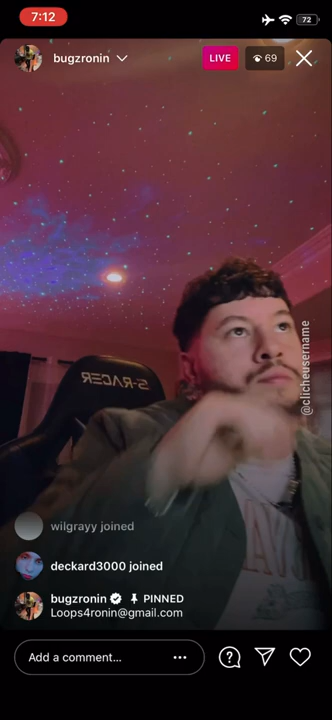 7:12
72
bugzronin
LIVE
69
@clicheusername
S-RACER
wilgrayy joined
deckard3000 joined
bugzronin PINNED
Loops4ronin@gmail.com
Add a comment...